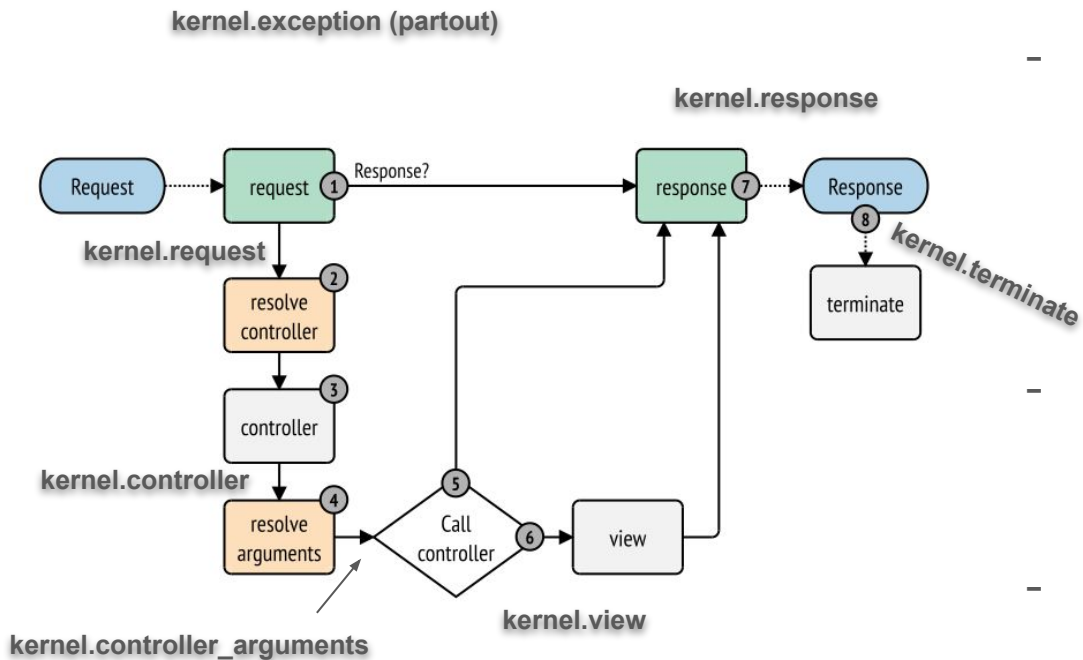 kernel.exception (partout)
–
kernel.response
Request
request
1
Response?
response
7
Response
8
kernel.request
kernel.terminate
2
resolve
controller
terminate
3
controller
–
kernel.controller
4
resolve
arguments
5
Call
controller
6
view
–
kernel.view
kernel.controller_arguments